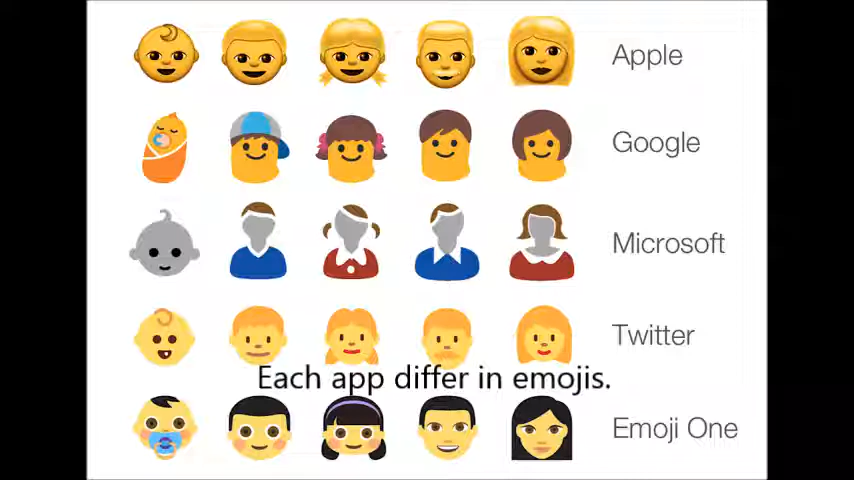 Apple
Google
Microsoft
Twitter
Each app differ in emojis.
Emoji One